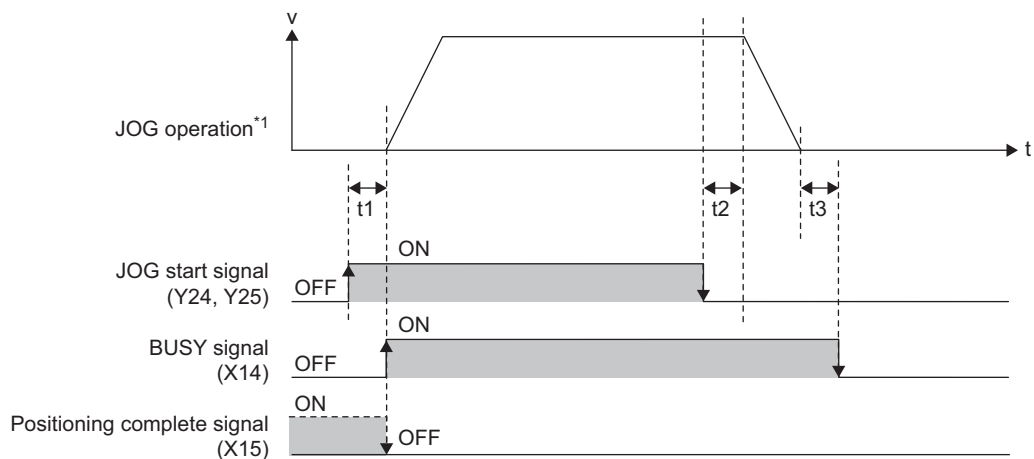 v
JOG operation*1
t
t1
t2
t3
ON
JOG start signal
(Y24, Y25)
OFF
ON
BUSY signal
(X14)
OFF
ON
Positioning complete signal
(X15)
OFF